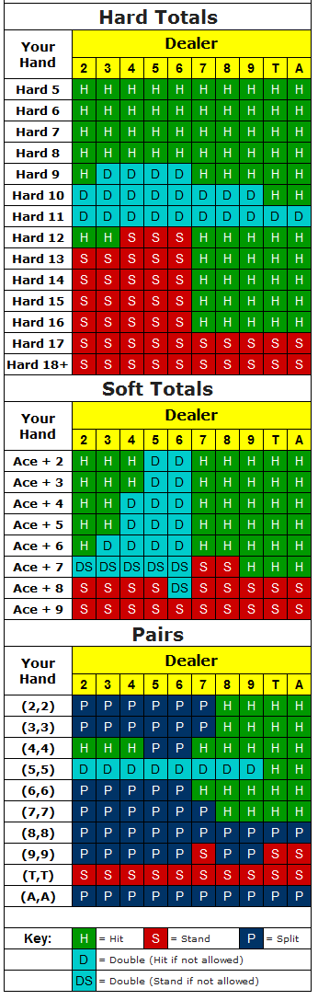 Hard Totals
Your Hand Dealer
2 3 4 5 6 7 8 9 T A
Hard 5 H H H H H H H H H H
Hard 6 H H H H H H H H H H
Hard 7 H H H H H H H H H H
Hard 8 H H H H H H H H H H
Hard 9 H D D D D H H H H H
Hard 10 D D D D D D D D H H
Hard 11 D D D D D D D D D D
Hard 12 H H S S S H H H H H
Hard 13 S S S S S H H H H H
Hard 14 S S S S S H H H H H
Hard 15 S S S S S H H H H H
Hard 16 S S S S S H H H H H
Hard 17 S S S S S S S S S S
Hard 18+ S S S S S S S S S S
Soft Totals
Your Hand Dealer
2 3 4 5 6 7 8 9 T A
Ace + 2 H H H D D H H H H H
Ace + 3 H H H D D H H H H H
Ace + 4 H H D D D H H H H H
Ace + 5 H H D D D H H H H H
Ace + 6 H D D D D H H H H H
Ace + 7 DS DS DS DS DS S S H H H
Ace + 8 S S S S DS S S S S S
Ace + 9 S S S S S S S S S S
Pairs
Your Hand Dealer
2 3 4 5 6 7 8 9 T A
(2,2) P P P P P P H H H H
(3,3) P P P P P P H H H H
(4,4) H H H P P H H H H H
(5,5) D D D D D D D D H H
(6,6) P P P P P H H H H H
(7,7) P P P P P P H H H H
(8,8) P P P P P P P P P P
(9,9) P P P P P S P P S S
(T,T) S S S S S S S S S S
(A,A) P P P P P P P P P P
Key: H = Hit S = Stand P = Split
D = Double (Hit if not allowed)
DS = Double (Stand if not allowed)